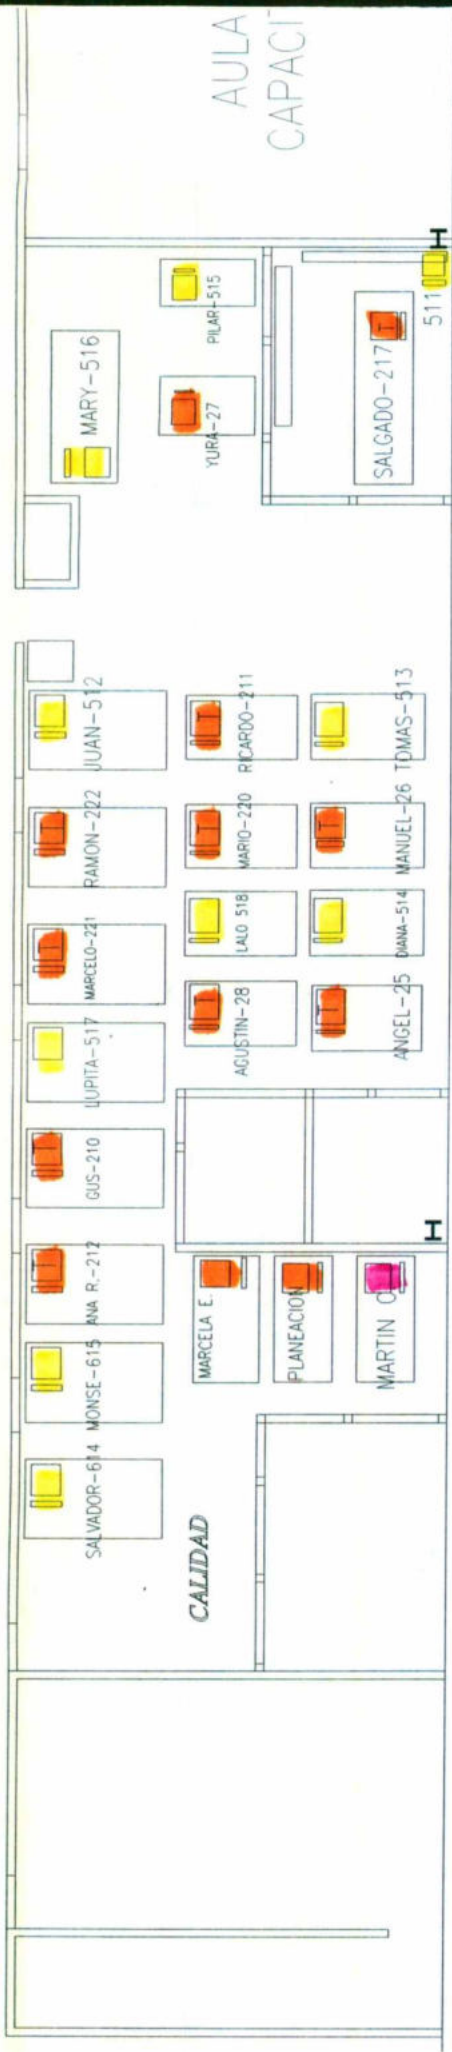 AULA
CAPACIT
MARY-516
PILAR-515
YURA-27
SALGADO-217
511
H
JUAN-512
RICARDO-211
TOMAS-513
RAMON-222
MARIO-220
MANUEL-26
MARCELO-221
LALO 518
DIANA-514
LUPITA-517
AGUSTIN-28
ANGEL-25
GUS-210
H
ANA R.-212
MARCELA E.
PLANEACION
MARTIN O
MONSE-615
SALVADOR-614
CALIDAD